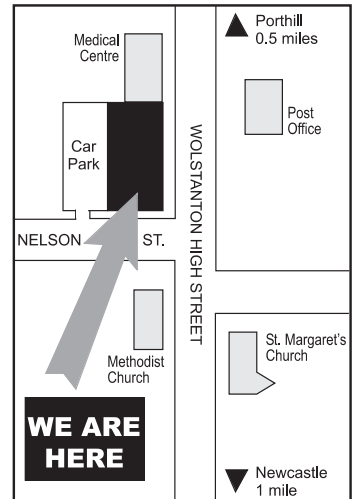 Medical
Centre
Porthill
0.5 miles
Post
Office
Car
Park
WOLSTANTON HIGH STREET
NELSON ST.
St. Margaret's
Church
Methodist
Church
WE ARE
HERE
Newcastle
1 mile